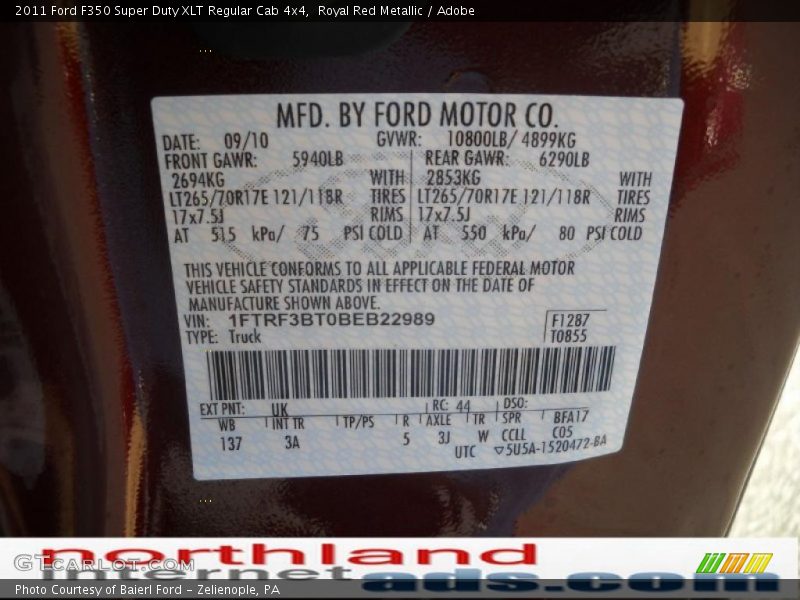 2011 Ford F350 Super Duty XLT Regular Cab 4x4,  Royal Red Metallic / Adobe
MFD. BY FORD MOTOR CO.
DATE: 09/10 GVWR: 10800LB/ 4899KG
FRONT GAWR: 5940LB REAR GAWR: 6290LB
2694KG WITH 2853KG WITH
LT265/70R17E 121/118R TIRES LT265/70R17E 121/118R TIRES
17x7.5J RIMS 17x7.5J RIMS
AT 515 kPa/ 75 PSI COLD AT 550 kPa/ 80 PSI COLD
THIS VEHICLE CONFORMS TO ALL APPLICABLE FEDERAL MOTOR
VEHICLE SAFETY STANDARDS IN EFFECT ON THE DATE OF
MANUFACTURE SHOWN ABOVE.
VIN: 1FTRF3BT0BEB22989 F1287
TYPE: Truck T0855
EXT PNT: UK RC: 44 DSO:
WB INT TR TP/PS R AXLE TR SPR BFA17
137 3A 5 3J W CCLL C05
UTC ▽5U5A-1520472-BA
northland
GTCARLOT.COM
internetads.com
Photo Courtesy of Baierl Ford - Zelienople, PA